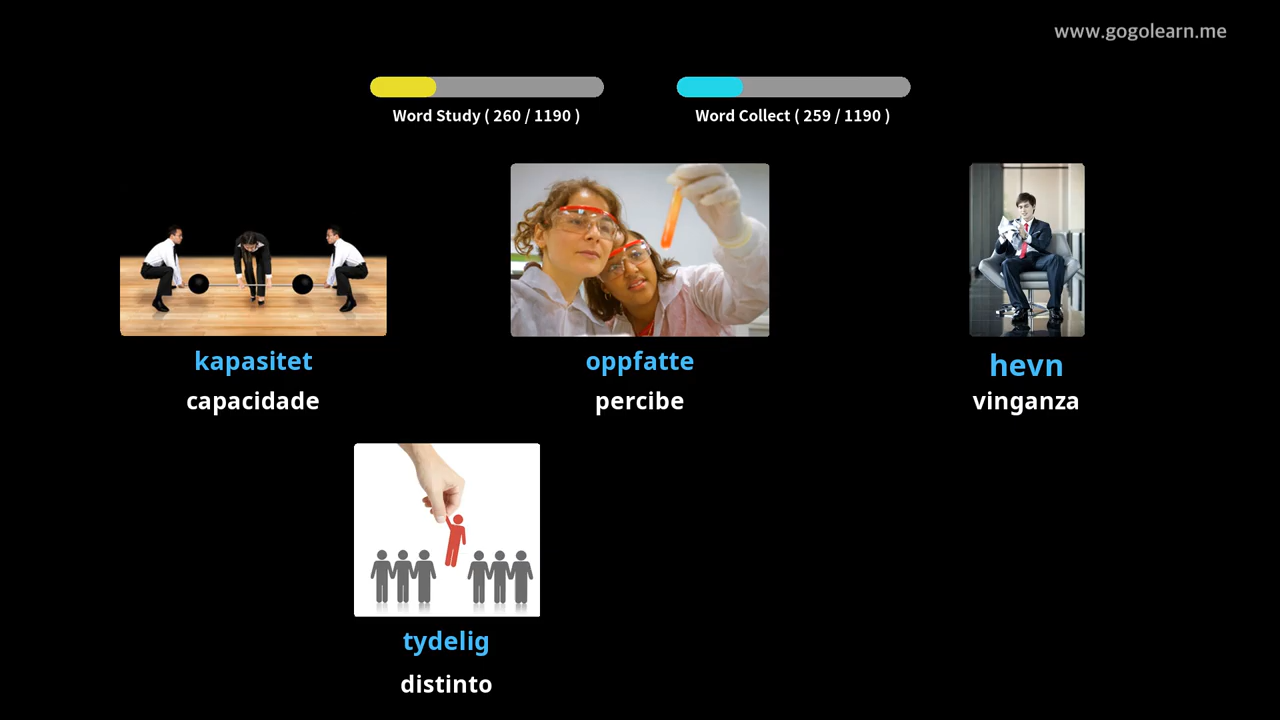 www.gogolearn.me
Word Study ( 260 / 1190 )
Word Collect ( 259 / 1190 )
kapasitet
capacidade
oppfatte
percibe
hevn
vinganza
tydelig
distinto